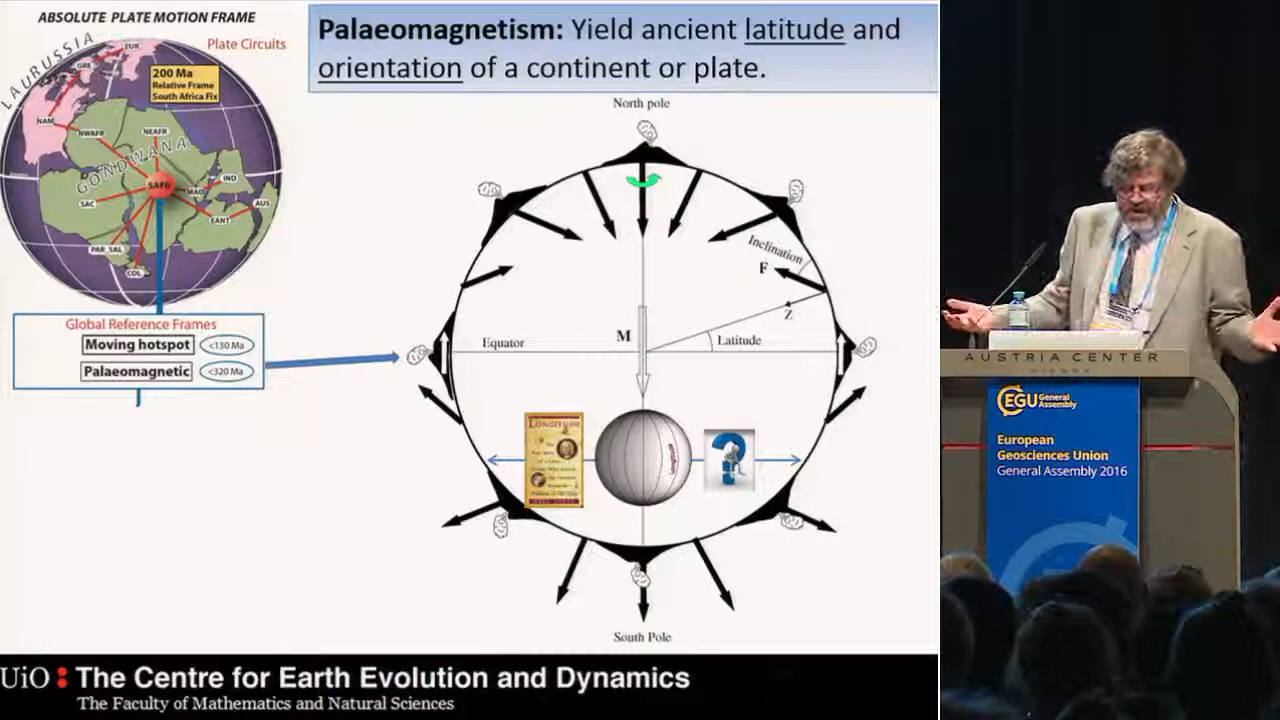 ABSOLUTE PLATE MOTION FRAME
Plate Circuits
LAURUSSIA
EUR
GRE
200 Ma
Relative Frame
South Africa Fix
NAM
NWAFR
NEAFR
GONDWANA
SAFR
IND
MAD
SAC
AUS
EANT
PAR_SAL
COL
Global Reference Frames
Moving hotspot
<130 Ma
Palaeomagnetic
<320 Ma
Palaeomagnetism: Yield ancient latitude and
orientation of a continent or plate.
North pole
Inclination
F
Z
M
Latitude
Equator
LONGITUDE
Longitude
?
South Pole
UiO : The Centre for Earth Evolution and Dynamics
The Faculty of Mathematics and Natural Sciences
AUSTRIA CENTER
EGU General
Assembly
European
Geosciences Union
General Assembly 2016